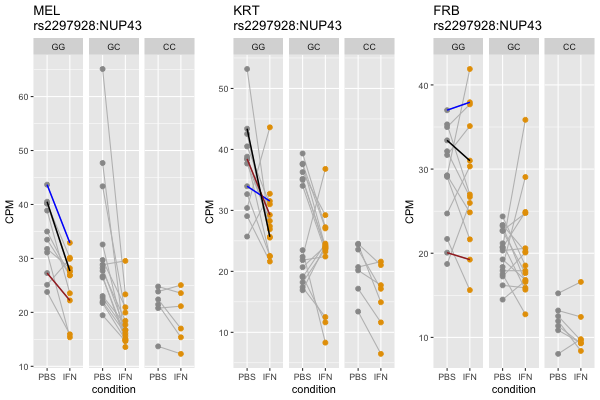 MEL
rs2297928:NUP43
GG GC CC
60
50
40
30
20
10
CPM
PBS IFN PBS IFN PBS IFN
condition
KRT
rs2297928:NUP43
GG GC CC
50
40
30
20
10
CPM
PBS IFN PBS IFN PBS IFN
condition
FRB
rs2297928:NUP43
GG GC CC
40
30
20
10
CPM
PBS IFN PBS IFN PBS IFN
condition